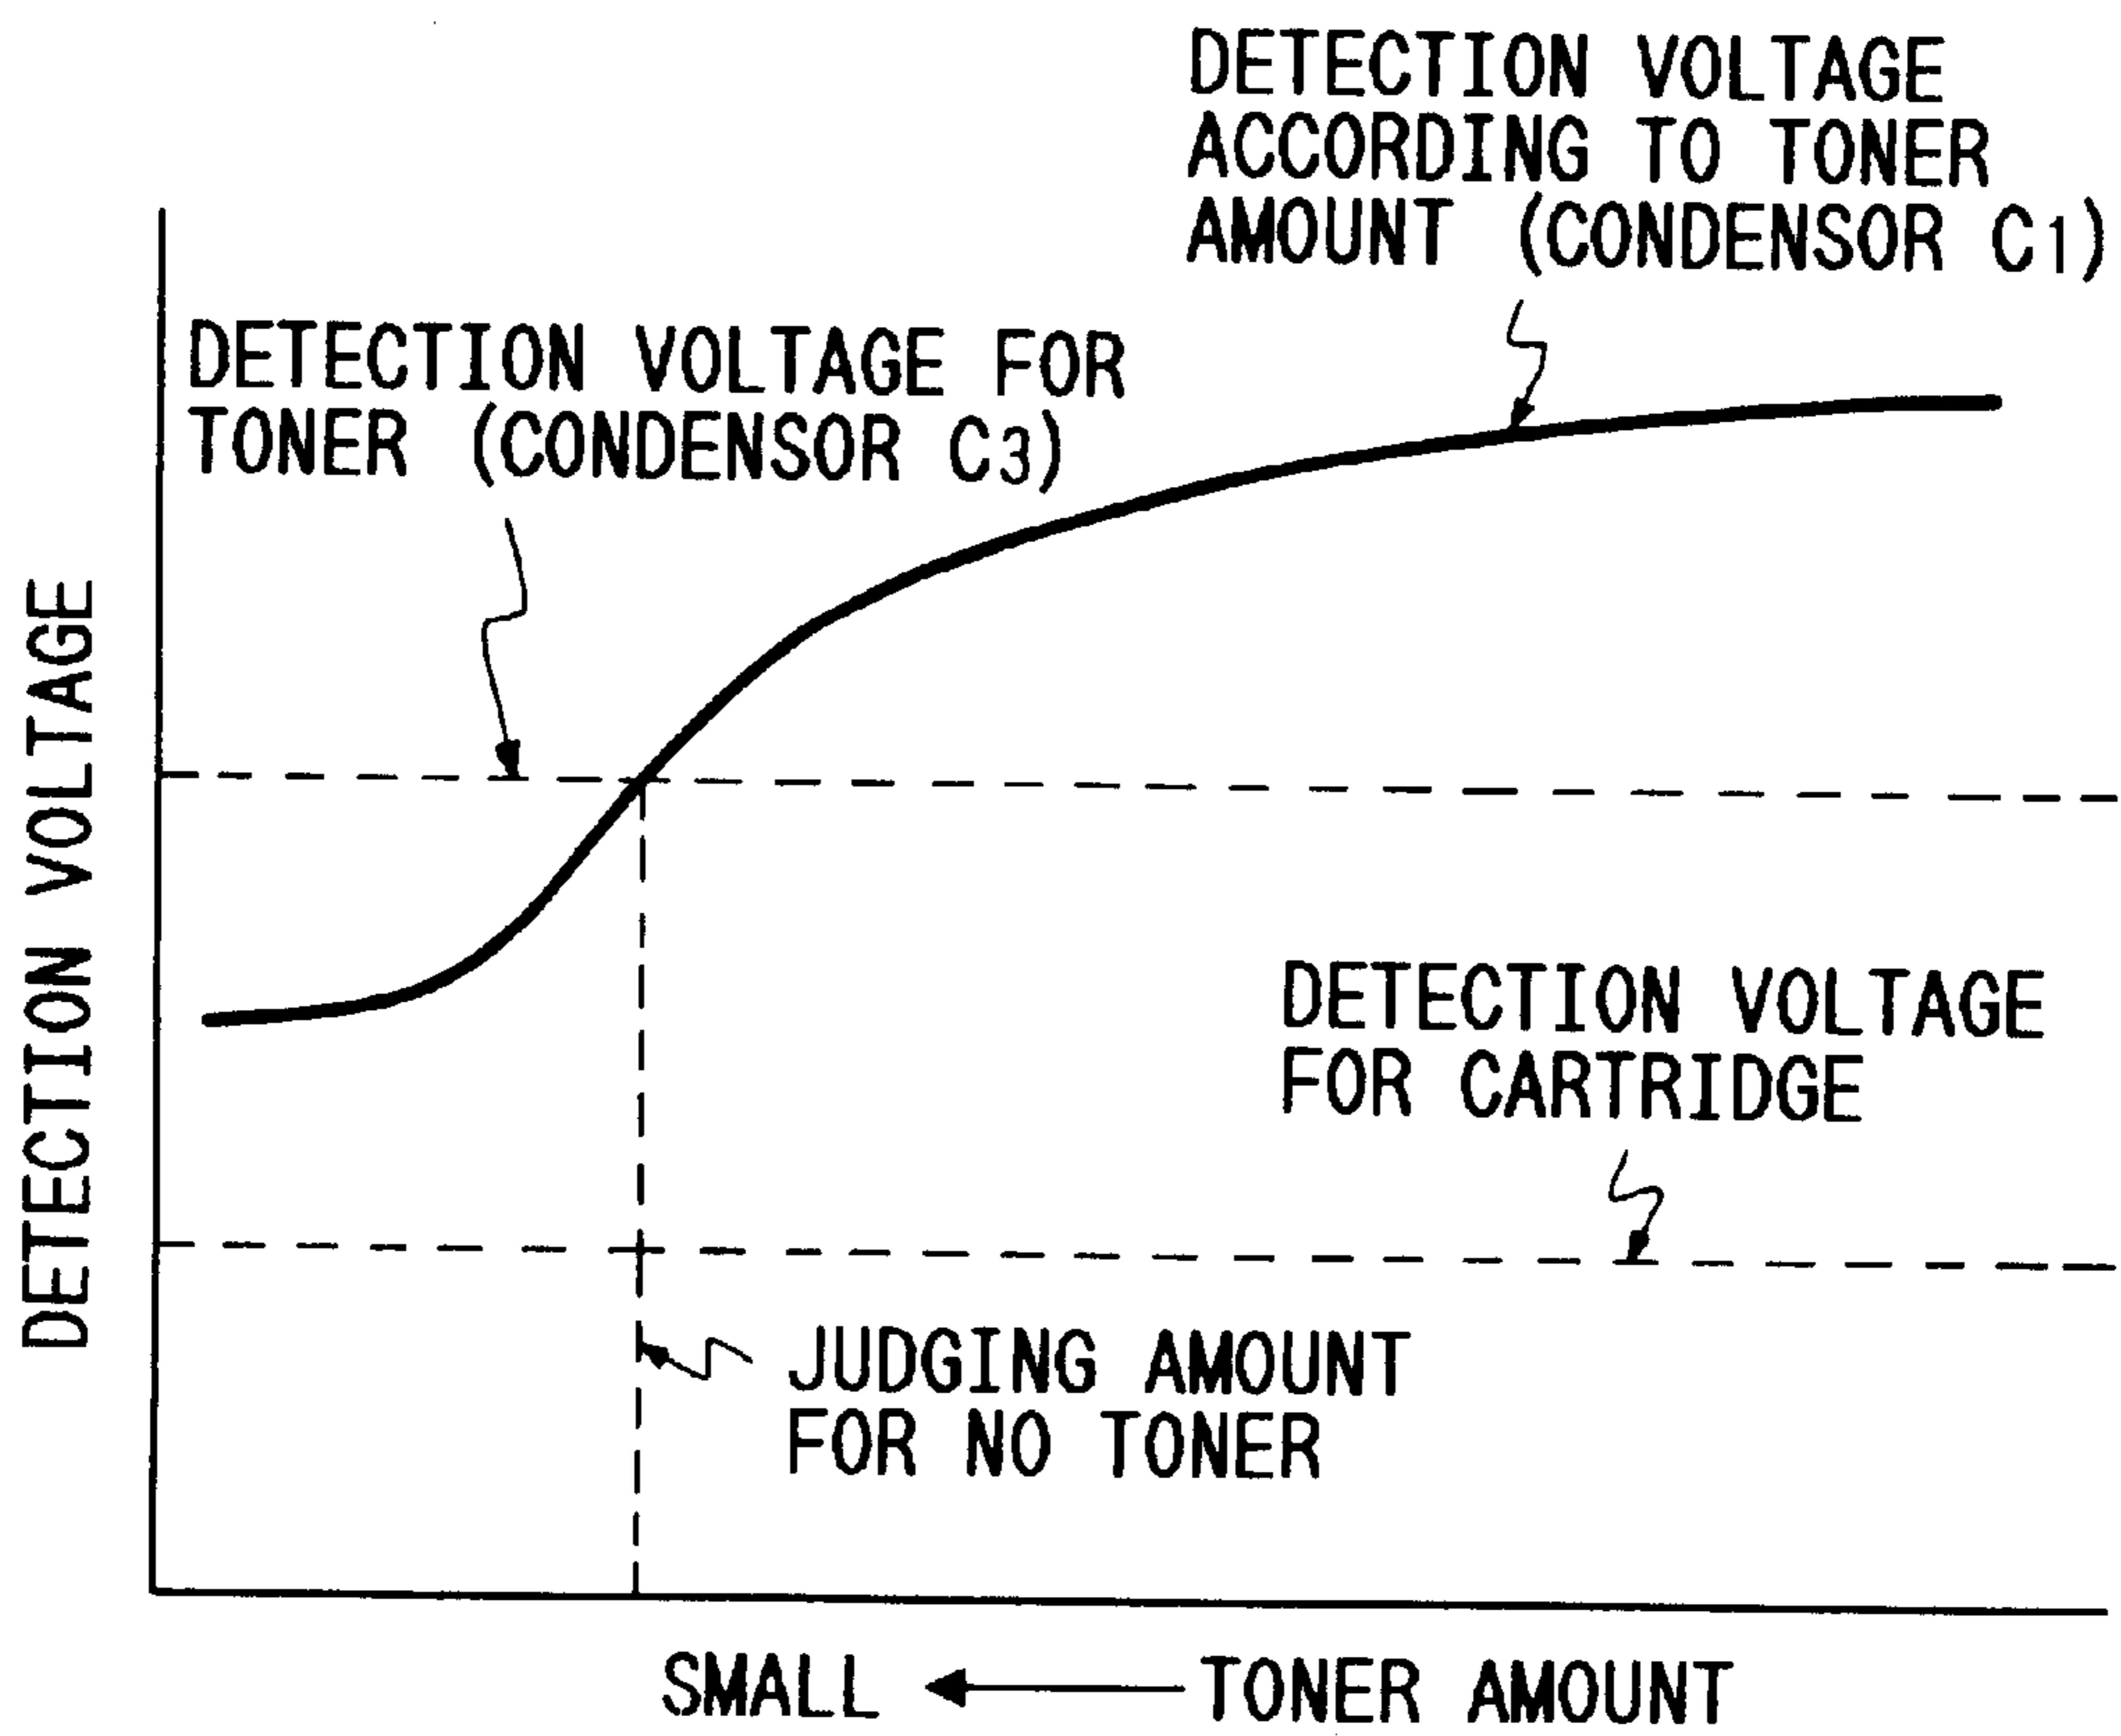 DETECTION VOLTAGE
ACCORDING TO TONER
AMOUNT (CONDENSOR C1)
DETECTION VOLTAGE FOR
TONER (CONDENSOR C3)
DETECTION VOLTAGE
DETECTION VOLTAGE
FOR CARTRIDGE
JUDGING AMOUNT
FOR NO TONER
SMALL ← TONER AMOUNT